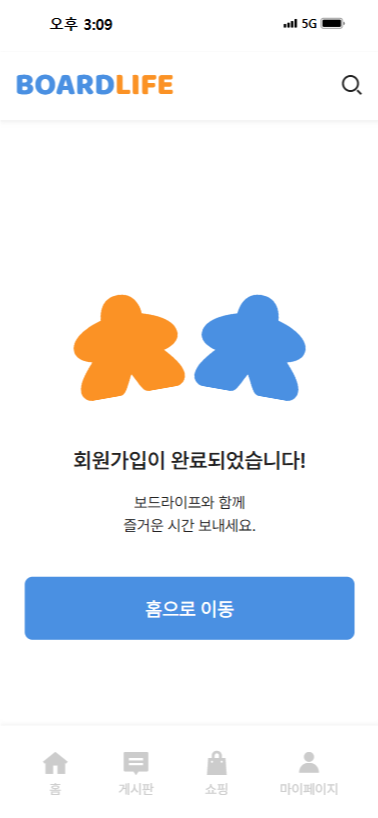 오후 3:09
5G
BOARDLIFE
회원가입이 완료되었습니다!
보드라이프와 함께
즐거운 시간 보내세요.
홈으로 이동
홈 게시판 쇼핑 마이페이지